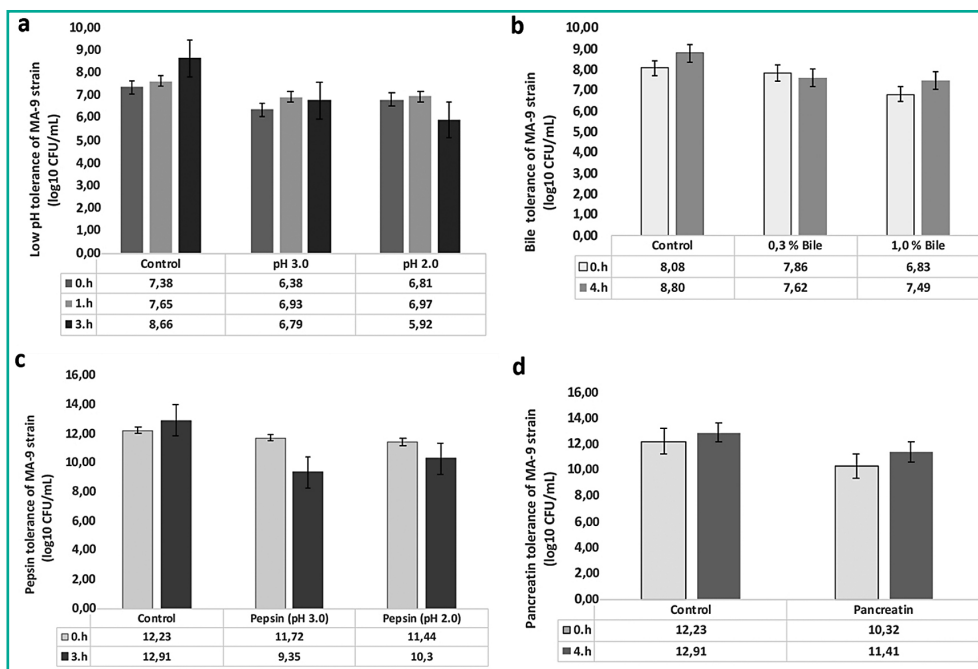 a
Low pH tolerance of MA-9 strain
(log10 CFU/mL)
10,00
9,00
8,00
7,00
6,00
5,00
4,00
3,00
2,00
1,00
0,00
Control pH 3.0 pH 2.0
0.h 7,38 6,38 6,81
1.h 7,65 6,93 6,97
3.h 8,66 6,79 5,92
b
Bile tolerance of MA-9 strain
(log10 CFU/mL)
10,00
9,00
8,00
7,00
6,00
5,00
4,00
3,00
2,00
1,00
0,00
Control 0,3 % Bile 1,0 % Bile
0.h 8,08 7,86 6,83
4.h 8,80 7,62 7,49
c
Pepsin tolerance of MA-9 strain
(log10 CFU/mL)
16,00
14,00
12,00
10,00
8,00
6,00
4,00
2,00
0,00
Control Pepsin (pH 3.0) Pepsin (pH 2.0)
0.h 12,23 11,72 11,44
3.h 12,91 9,35 10,3
d
Pancreatin tolerance of MA-9 strain
(log10 CFU/mL)
16,00
14,00
12,00
10,00
8,00
6,00
4,00
2,00
0,00
Control Pancreatin
0.h 12,23 10,32
4.h 12,91 11,41